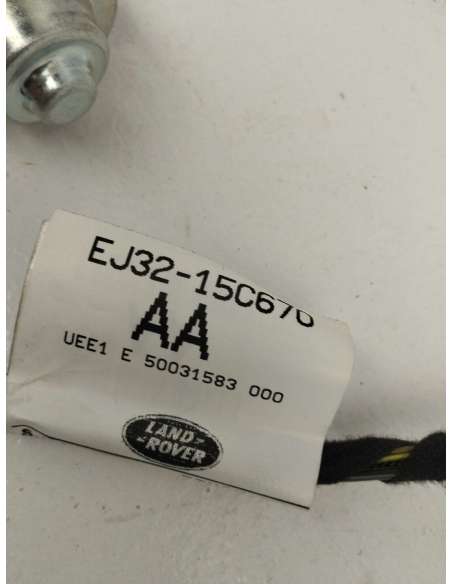 EJ32-15C670
AA
UEE1 E 50031583 000
LAND-
-ROVER